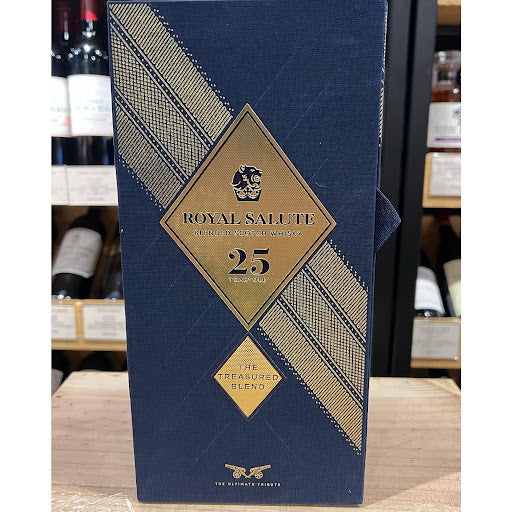 ROYAL SALUTE
BLENDED SCOTCH WHISKY
25
YEARS OLD
THE
TREASURED
BLEND
THE ULTIMATE TRIBUTE